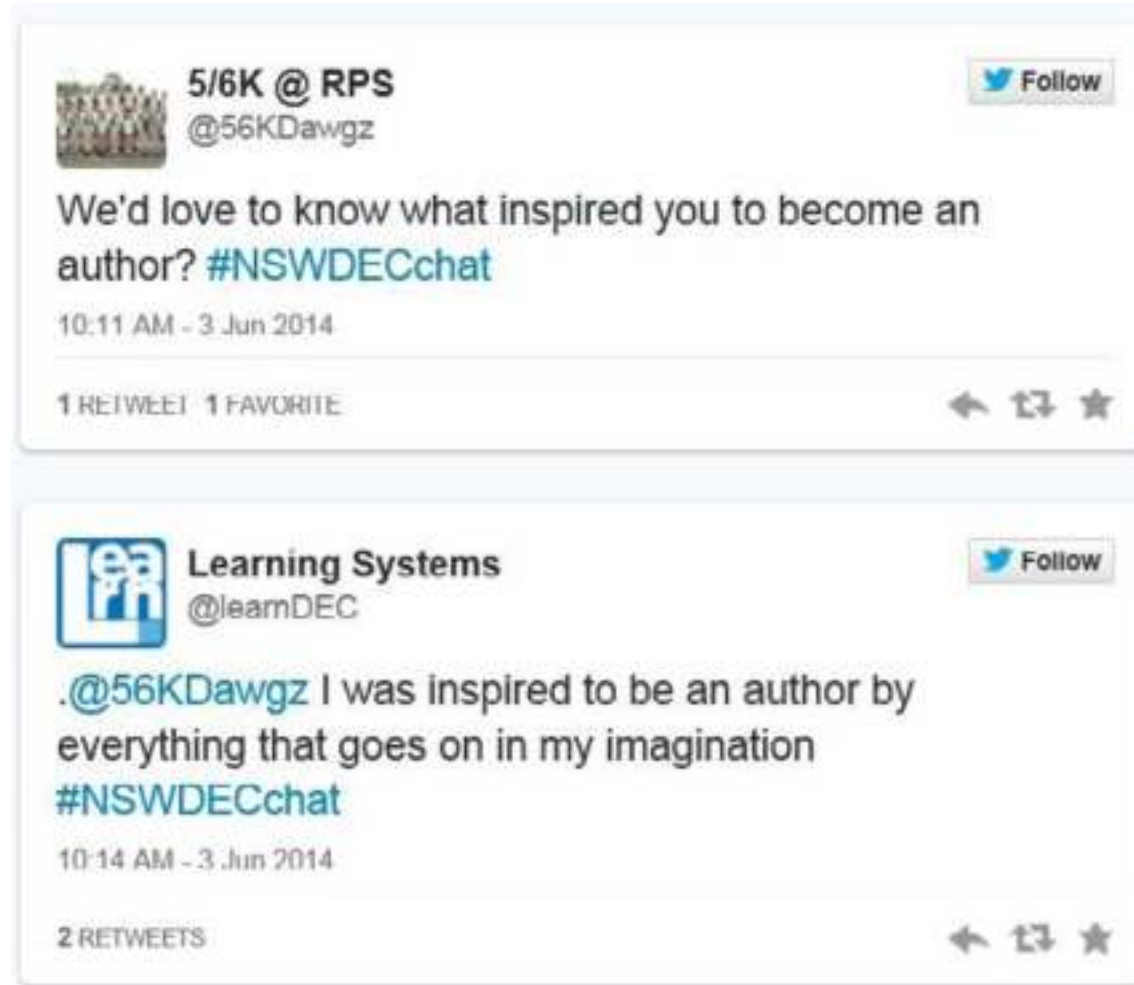 5/6K @ RPS
Follow
@56KDawgz
We'd love to know what inspired you to become an
author? #NSWDECchat
10:11 AM - 3 Jun 2014
1 RETWEET 1 FAVORITE
Learn
Learning Systems
Follow
@learnDEC
.@56KDawgz I was inspired to be an author by
everything that goes on in my imagination
#NSWDECchat
10:14 AM - 3 Jun 2014
2 RETWEETS